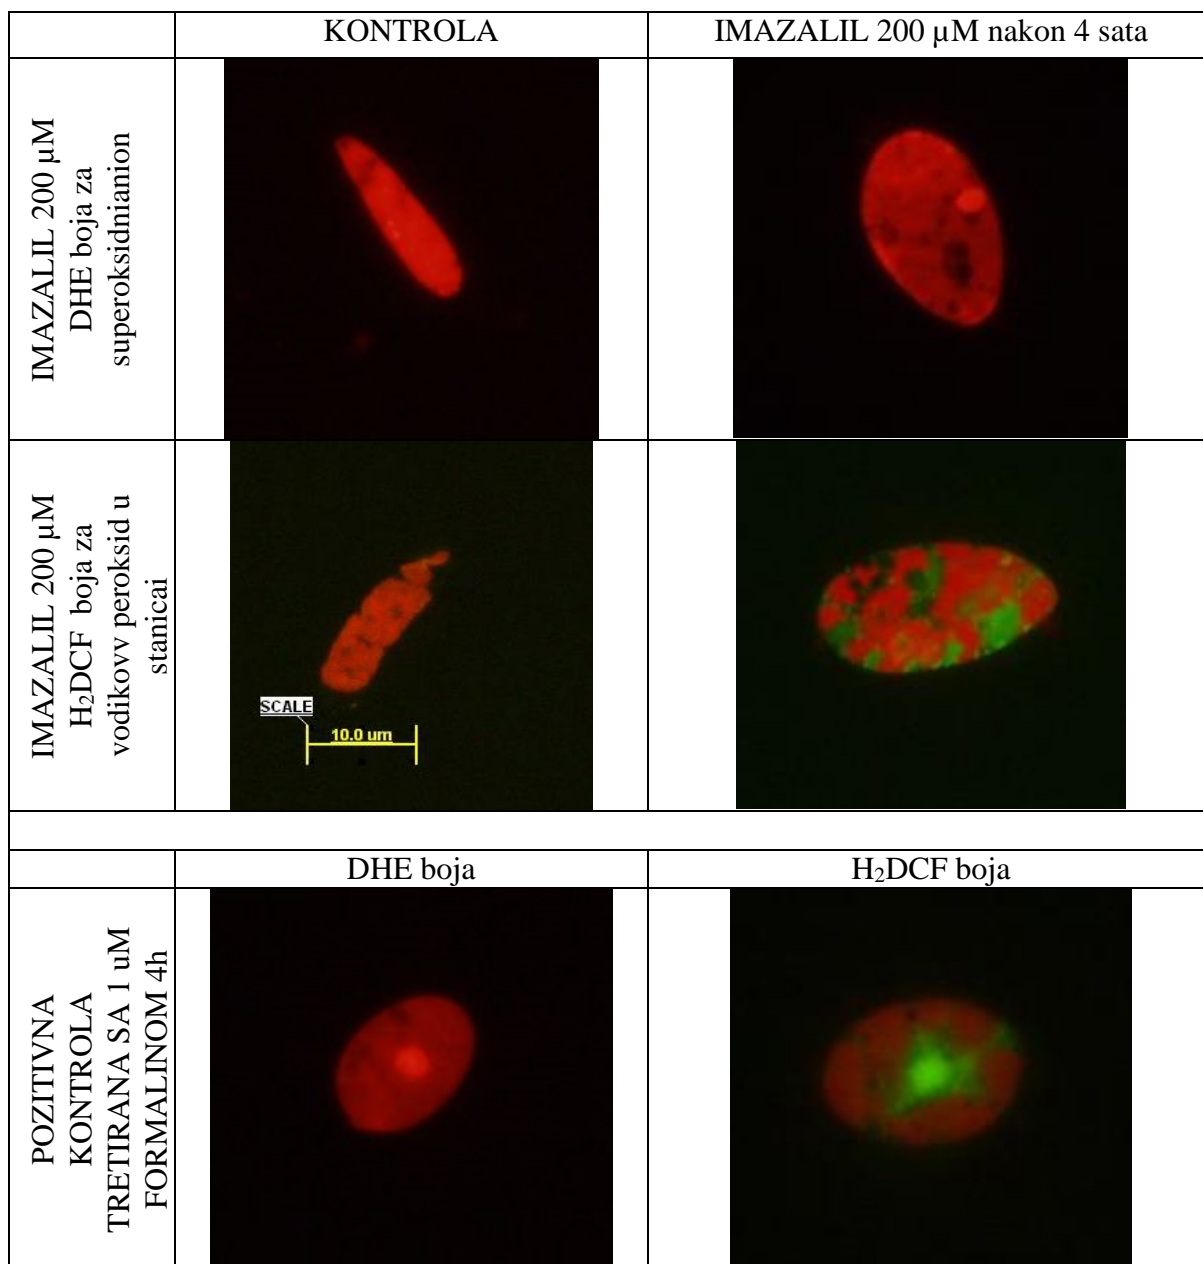 KONTROLA
IMAZALIL 200 µM nakon 4 sata
IMAZALIL 200 µM
DHE boja za
superoksidnianion
IMAZALIL 200 µM
H₂DCF boja za
vodikovv peroksid u
stanicai
SCALE
10.0 um
DHE boja
H₂DCF boja
POZITIVNA
KONTROLA
TRETIRANA SA 1 uM
FORMALINOM 4h